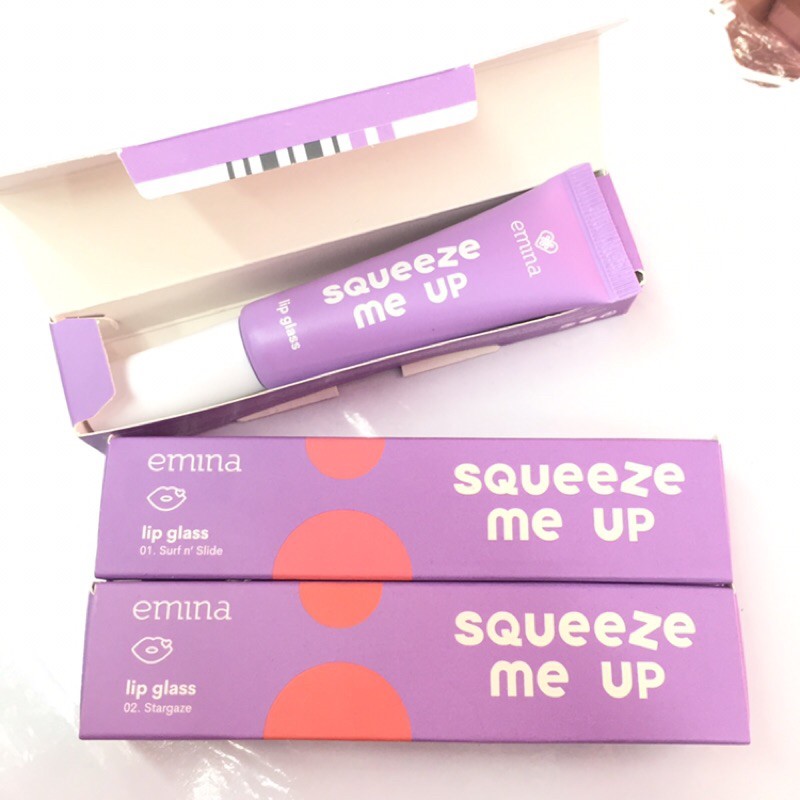 emina
squeeze
me up
lip glass
emina
lip glass
01. Surf n' Slide
squeeze
me up
emina
lip glass
02. Stargaze
squeeze
me up